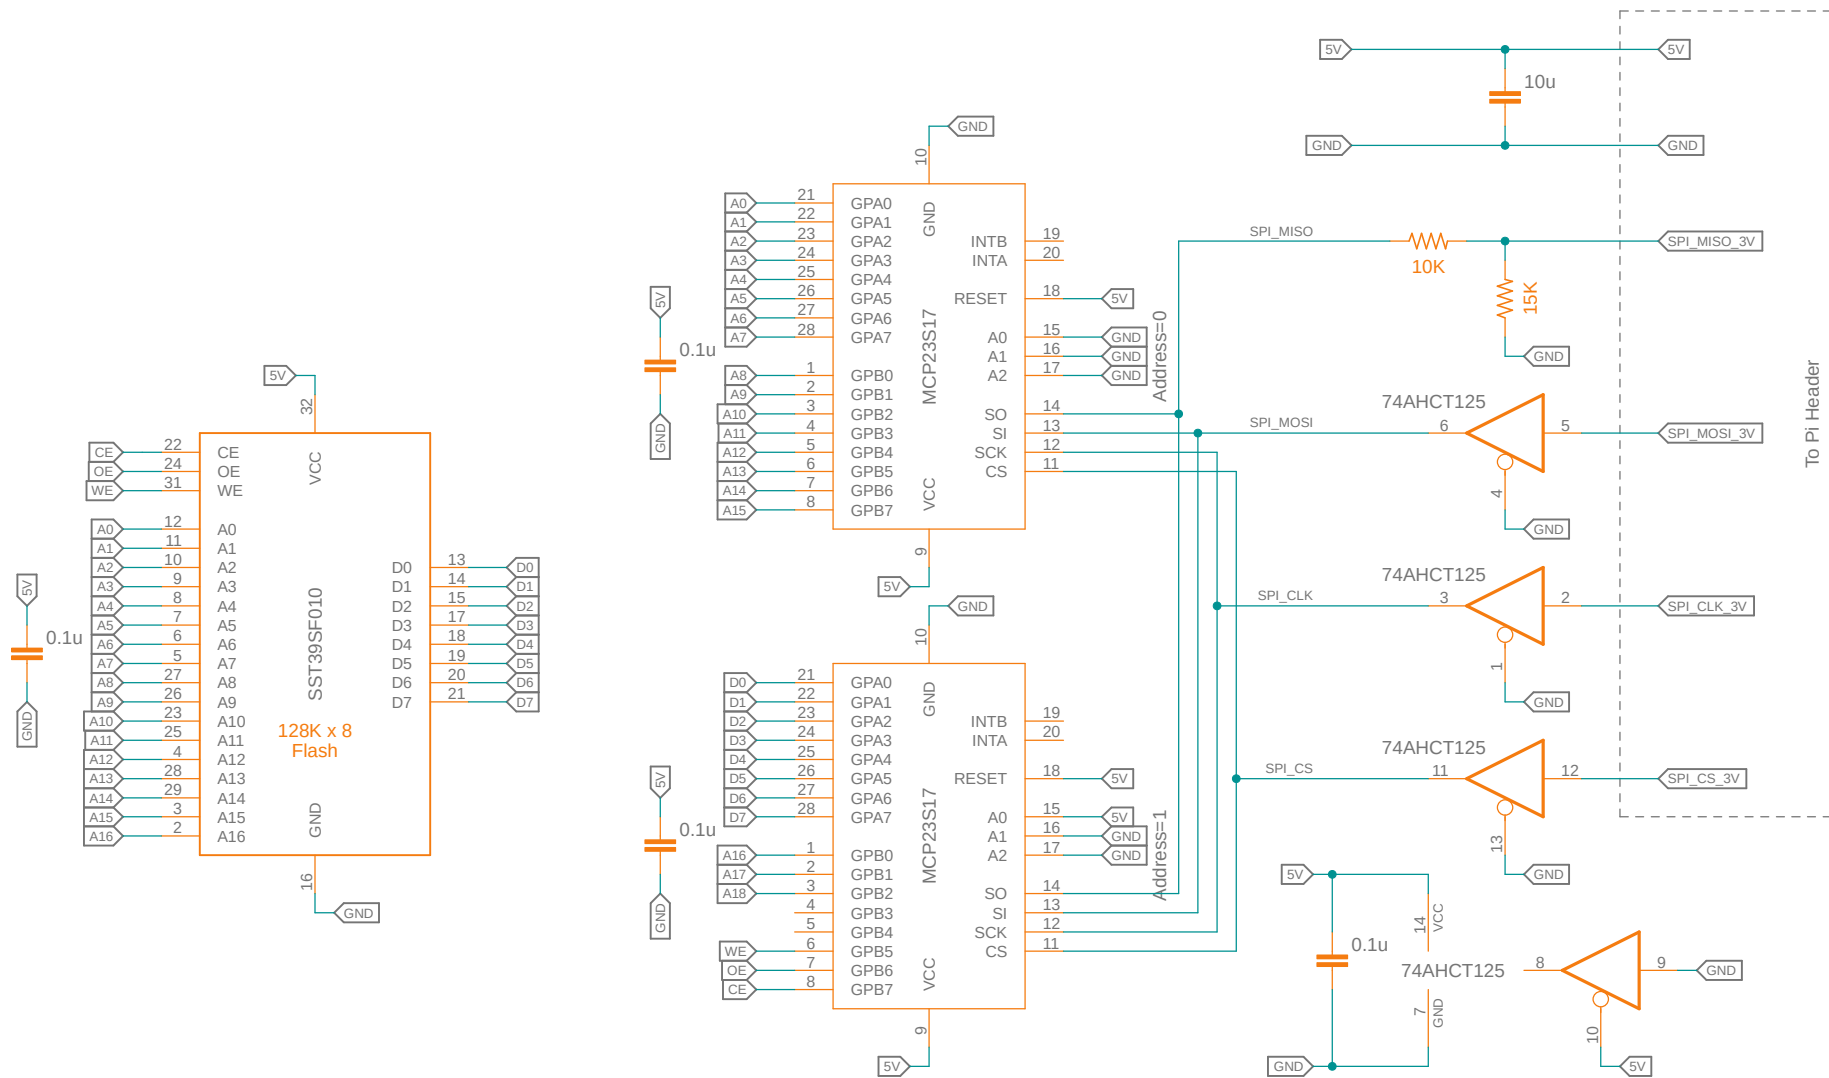 5V
32
CE 22 CE
OE 24 OE
WE 31 WE
VCC
A0 12 A0
A1 11 A1
A2 10 A2
A3 9 A3
A4 8 A4
A5 7 A5
A6 6 A6
A7 5 A7
A8 27 A8
A9 26 A9
A10 23 A10
A11 25 A11
A12 4 A12
A13 28 A13
A14 29 A14
A15 3 A15
A16 2 A16
D0 13 D0
D1 14 D1
D2 15 D2
D3 17 D3
D4 18 D4
D5 19 D5
D6 20 D6
D7 21 D7
SST39SF010
128K x 8
Flash
GND
16
GND
5V
0.1u
GND
GND
10
GND
A0 21 GPA0
A1 22 GPA1
A2 23 GPA2
A3 24 GPA3
A4 25 GPA4
A5 26 GPA5
A6 27 GPA6
A7 28 GPA7
A8 1 GPB0
A9 2 GPB1
A10 3 GPB2
A11 4 GPB3
A12 5 GPB4
A13 6 GPB5
A14 7 GPB6
A15 8 GPB7
MCP23S17
INTB 19
INTA 20
RESET 18 5V
A0 15 GND
A1 16 GND
A2 17 GND
Address=0
SO 14
SI 13
SCK 12
CS 11
VCC
9
5V
5V
0.1u
GND
GND
10
GND
D0 21 GPA0
D1 22 GPA1
D2 23 GPA2
D3 24 GPA3
D4 25 GPA4
D5 26 GPA5
D6 27 GPA6
D7 28 GPA7
A16 1 GPB0
A17 2 GPB1
A18 3 GPB2
4 GPB3
5 GPB4
WE 6 GPB5
OE 7 GPB6
CE 8 GPB7
MCP23S17
INTB 19
INTA 20
RESET 18 5V
A0 15 5V
A1 16 GND
A2 17 GND
Address=1
SO 14
SI 13
SCK 12
CS 11
VCC
9
5V
5V
0.1u
GND
5V 5V
10u
GND GND
SPI_MISO 10K SPI_MISO_3V
15K
GND
74AHCT125
SPI_MOSI 6 5 SPI_MOSI_3V
4
GND
74AHCT125
SPI_CLK 3 2 SPI_CLK_3V
1
GND
74AHCT125
SPI_CS 11 12 SPI_CS_3V
13
GND
To Pi Header
5V
14
VCC
0.1u
74AHCT125
7
GND
GND
8 9 GND
10
5V